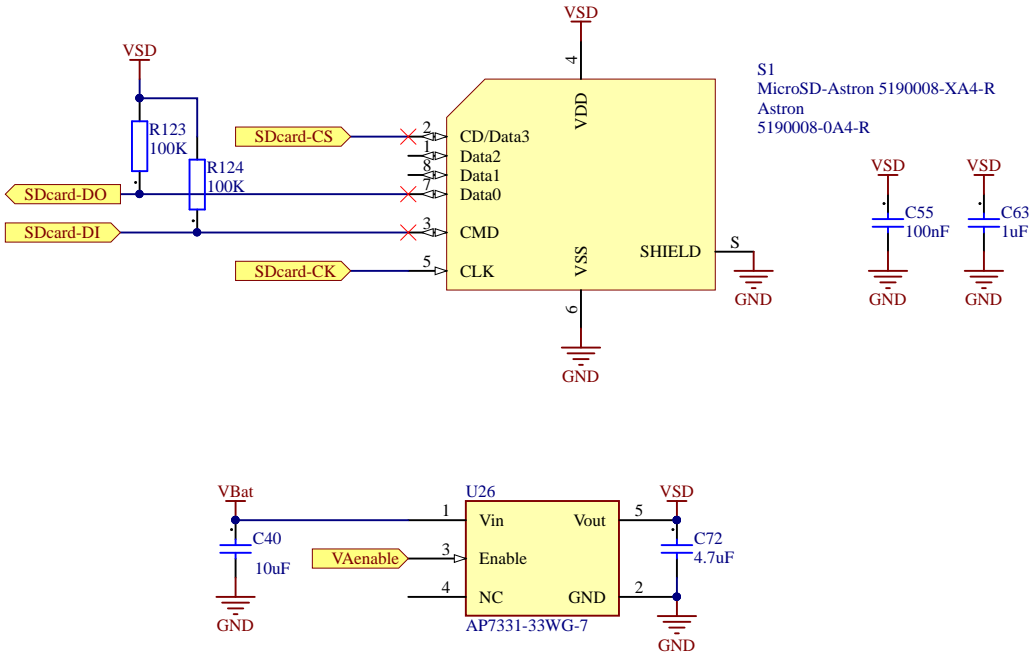 VSD
VSD
4
VDD
S1
MicroSD-Astron 5190008-XA4-R
Astron
5190008-0A4-R
R123
100K
SDcard-CS
2
CD/Data3
1
Data2
R124
100K
8
Data1
SDcard-DO
7
Data0
SDcard-DI
3
CMD
SDcard-CK
5
CLK
VSS
6
SHIELD
S
GND
GND
VSD
C55
100nF
GND
VSD
C63
1uF
GND
VBat
C40
10uF
GND
U26
1
Vin
Vout
5
VAenable
3
Enable
4
NC
GND
2
AP7331-33WG-7
VSD
C72
4.7uF
GND